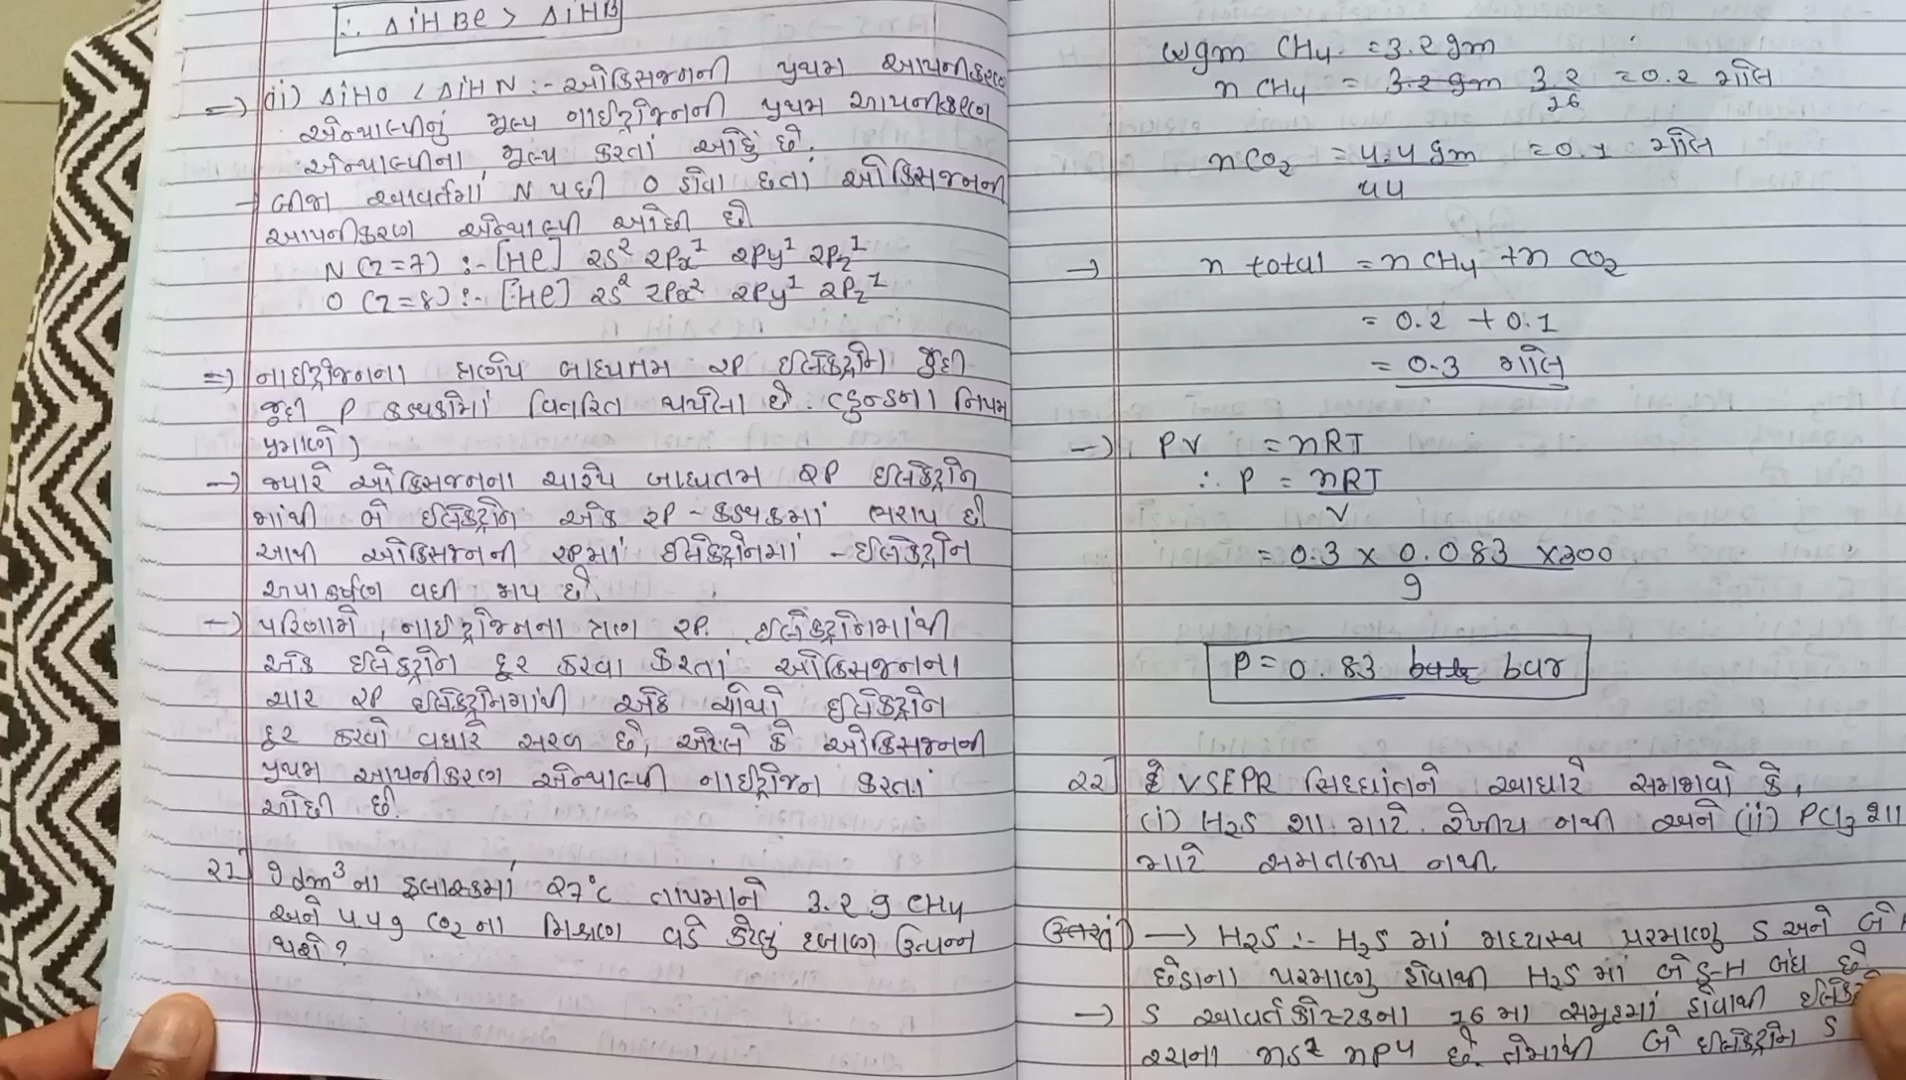 ∴ ΔiH Be > ΔiHB
=> (ii) ΔiHO < ΔiHN :- ઓક્સિજનની પ્રથમ આયનીકરણ
એન્થાલ્પીનું મૂલ્ય નાઈટ્રોજનની પ્રથમ આયનીકરણ
એન્થાલ્પીના મૂલ્ય કરતાં ઓછું છે.
→ બીજા આવર્તમાં N પછી O હોવા છતાં ઓક્સિજનની
આયનીકરણ એન્થાલ્પી ઓછી છે
N (Z=7) :- [He] 2s² 2Px¹ 2Py¹ 2Pz¹
O (Z=8) :- [He] 2s² 2Px² 2Py¹ 2Pz¹
=> નાઈટ્રોજનના ત્રણેય બાહ્યતમ 2P ઈલેક્ટ્રોન જુદી
જુદી P કક્ષકોમાં વિતરિત થયેલા છે. (હુન્ડના નિયમ
પ્રમાણે)
→ જ્યારે ઓક્સિજનના ચારેય બાહ્યતમ 2P ઈલેક્ટ્રોન
માંથી બે ઈલેક્ટ્રોન એક 2P - કક્ષકમાં ભરાય છે
આથી ઓક્સિજનની 2Pમાં ઈલેક્ટ્રોનમાં - ઈલેક્ટ્રોન
અપાકર્ષણ વધી જાય છે.
→ પરિણામે, નાઈટ્રોજનના ત્રણ 2P ઈલેક્ટ્રોનમાંથી
એક ઈલેક્ટ્રોન દૂર કરવા કરતાં ઓક્સિજનના
ચાર 2P ઈલેક્ટ્રોનમાંથી એક ચોથો ઈલેક્ટ્રોન
દૂર કરવો વધારે સરળ છે, એટલે કે ઓક્સિજનની
પ્રથમ આયનીકરણ એન્થાલ્પી નાઈટ્રોજન કરતાં
ઓછી છે.
21] 9 dm³ ના ફ્લાસ્કમાં 27°C તાપમાને 3.2 g CH4
અને 4.4g CO2 ના મિશ્રણ વડે કેટલું દબાણ ઉત્પન્ન
થશે?
wgm CH4 = 3.2 gm
n CH4 = 3.2 gm 3.2/16 = 0.2 મોલ
nCO2 = 4.4 gm/44 = 0.1 મોલ
→ n total = n CH4 + n CO2
= 0.2 + 0.1
= 0.3 મોલ
→ PV = nRT
∴ P = nRT/V
= 0.3 x 0.083 x300/9
P = 0.83 bar
22] VSEPR સિદ્ધાંતને આધારે સમજાવો કે,
(i) H2S શા માટે રેખીય નથી અને (ii) PCl3 શા
માટે સમતલીય નથી.
ઉત્તર) → H2S :- H2S માં મધ્યસ્થ પરમાણુ S અને બે H
છેડાના પરમાણુ હોવાથી H2S માં બે S-H બંધ છે
→ S આવર્ત કોષ્ટકના 16 મા સમૂહમાં હોવાથી
રચના ns² np4 છે. તેમાંથી બે ઈલેક્ટ્રોન S